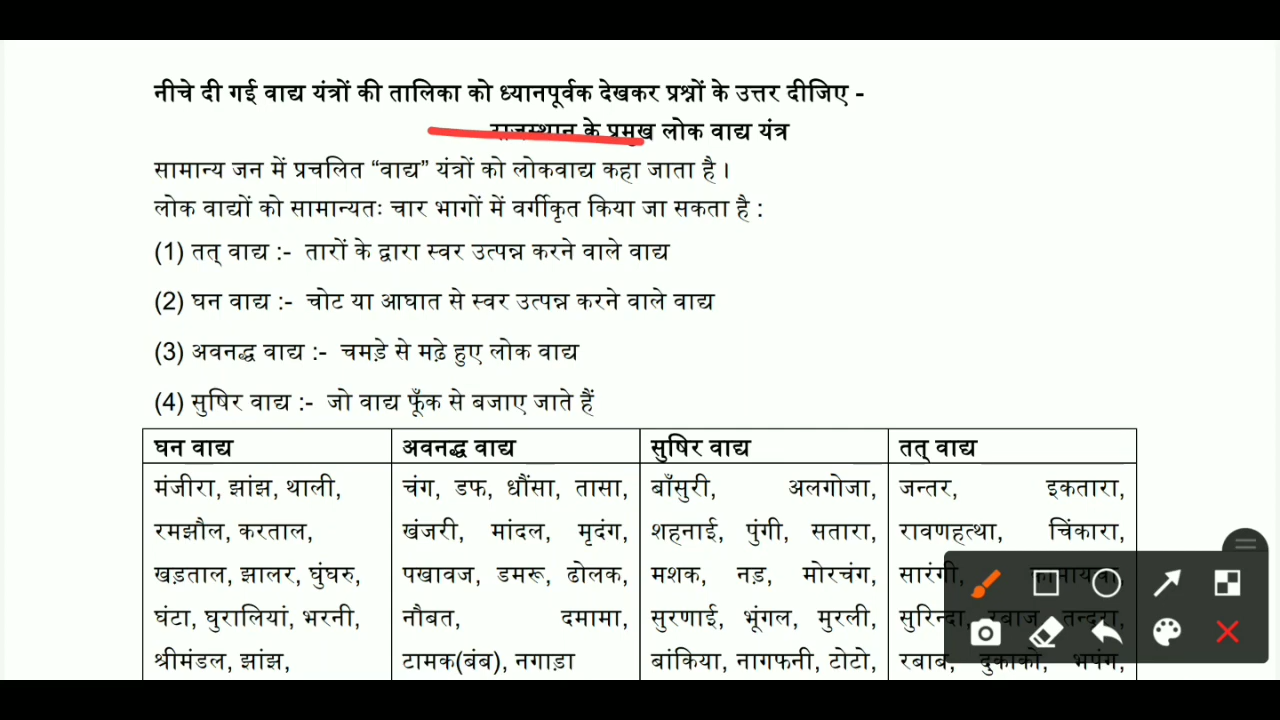 नीचे दी गई वाद्य यंत्रों की तालिका को ध्यानपूर्वक देखकर प्रश्नों के उत्तर दीजिए -
राजस्थान के प्रमुख लोक वाद्य यंत्र
सामान्य जन में प्रचलित “वाद्य” यंत्रों को लोकवाद्य कहा जाता है ।
लोक वाद्यों को सामान्यतः चार भागों में वर्गीकृत किया जा सकता है :
(1) तत् वाद्य :- तारों के द्वारा स्वर उत्पन्न करने वाले वाद्य
(2) घन वाद्य :- चोट या आघात से स्वर उत्पन्न करने वाले वाद्य
(3) अवनद्ध वाद्य :- चमड़े से मढ़े हुए लोक वाद्य
(4) सुषिर वाद्य :- जो वाद्य फूँक से बजाए जाते हैं
घन वाद्य अवनद्ध वाद्य सुषिर वाद्य तत् वाद्य
मंजीरा, झांझ, थाली, चंग, डफ, धौंसा, तासा, बाँसुरी, अलगोजा, जन्तर, इकतारा,
रमझौल, करताल, खंजरी, मांदल, मृदंग, शहनाई, पुंगी, सतारा, रावणहत्था, चिंकारा,
खड़ताल, झालर, घुंघरु, पखावज, डमरू, ढोलक, मशक, नड़, मोरचंग, सारंगी,
घंटा, घुरालियां, भरनी, नौबत, दमामा, सुरणाई, भूंगल, मुरली, सुरिन्दा, तन्दूरा,
श्रीमंडल, झांझ, टामक(बंब), नगाड़ा बांकिया, नागफनी, टोटो, रबाब, दुकाको, भपंग,